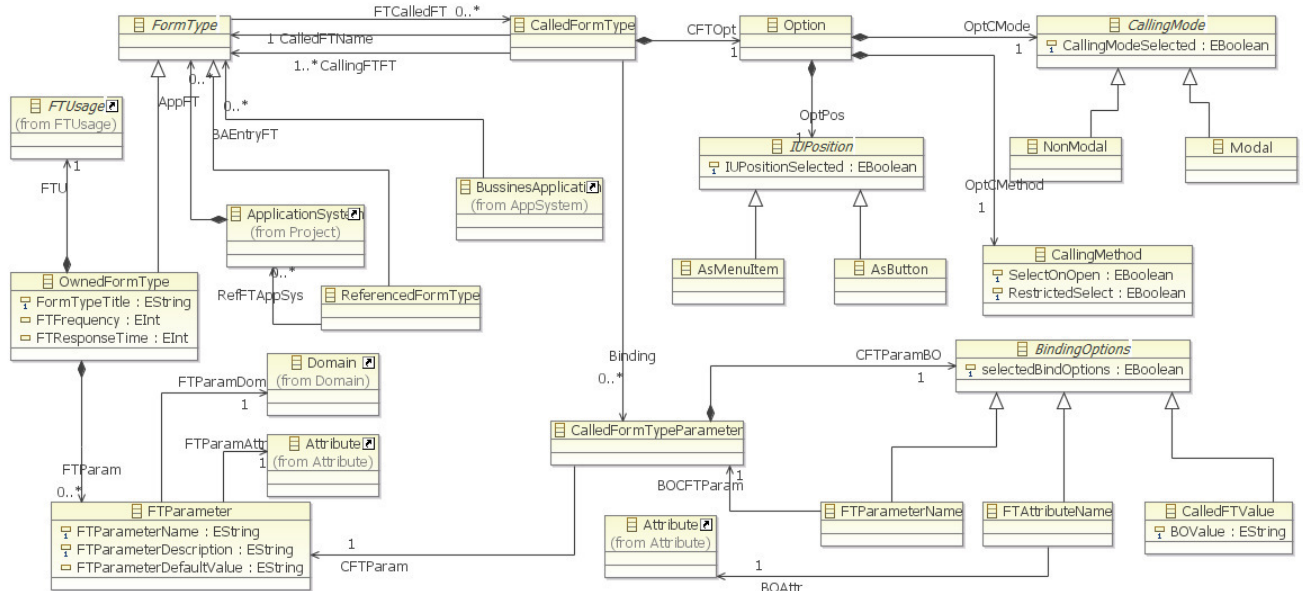 FormType
FTCalledFT 0..*
1 CalledFTName
1..* CallingFTFT
CalledFormType
CFTOpt
1
Option
OptCMode
1
CallingMode
CallingModeSelected : EBoolean
NonModal
Modal
FTUsage
(from FTUsage)
1
FTU
AppFT
0..*
0..*
BAEntryFT
OptPos
1
IUPosition
IUPositionSelected : EBoolean
AsMenuItem
AsButton
OptCMethod
1
CallingMethod
SelectOnOpen : EBoolean
RestrictedSelect : EBoolean
BussinesApplication
(from AppSystem)
ApplicationSystem
(from Project)
0..*
RefFTAppSys
ReferencedFormType
OwnedFormType
FormTypeTitle : EString
FTFrequency : EInt
FTResponseTime : EInt
Domain
(from Domain)
FTParamDom
1
Attribute
(from Attribute)
FTParamAttr
1
FTParam
0..*
FTParameter
FTParameterName : EString
FTParameterDescription : EString
FTParameterDefaultValue : EString
Binding
0..*
CalledFormTypeParameter
1
CFTParam
CFTParamBO
1
BindingOptions
selectedBindOptions : EBoolean
1
BOCFTParam
FTParameterName
FTAttributeName
CalledFTValue
BOValue : EString
Attribute
(from Attribute)
1
BOAttr